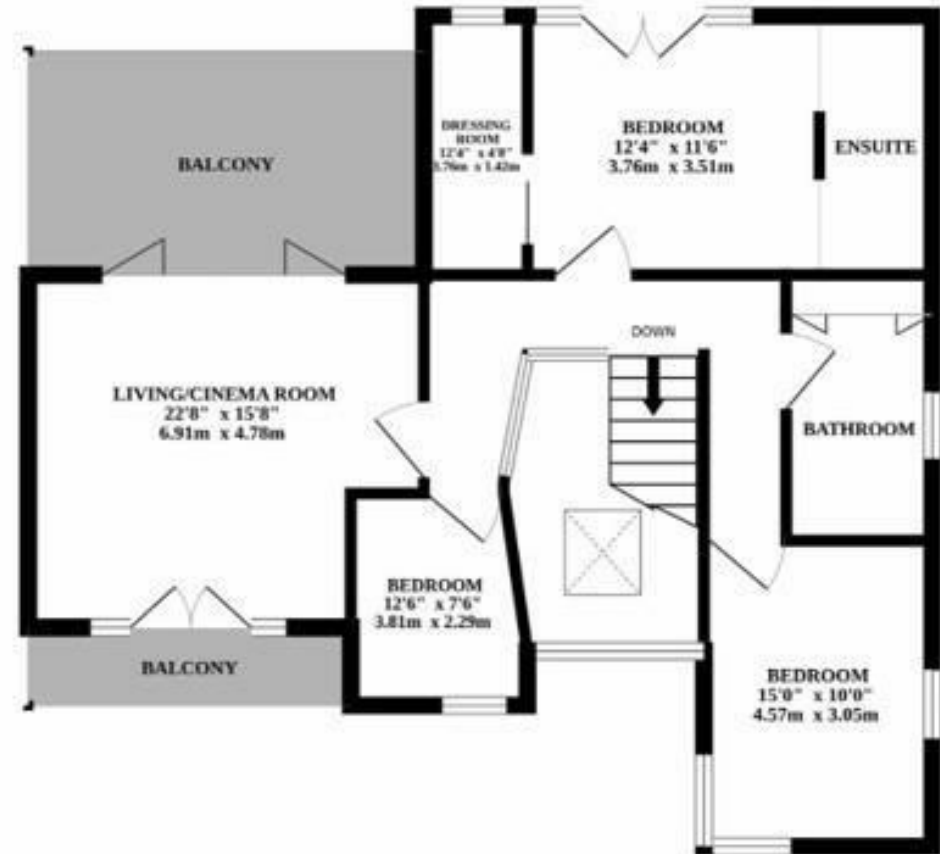 DRESSING
ROOM
12'4" x 4'8"
3.76m x 1.42m
BEDROOM
12'4" x 11'6"
3.76m x 3.51m
ENSUITE
BALCONY
DOWN
LIVING/CINEMA ROOM
22'8" x 15'8"
6.91m x 4.78m
BATHROOM
BEDROOM
12'6" x 7'6"
3.81m x 2.29m
BALCONY
BEDROOM
15'0" x 10'0"
4.57m x 3.05m